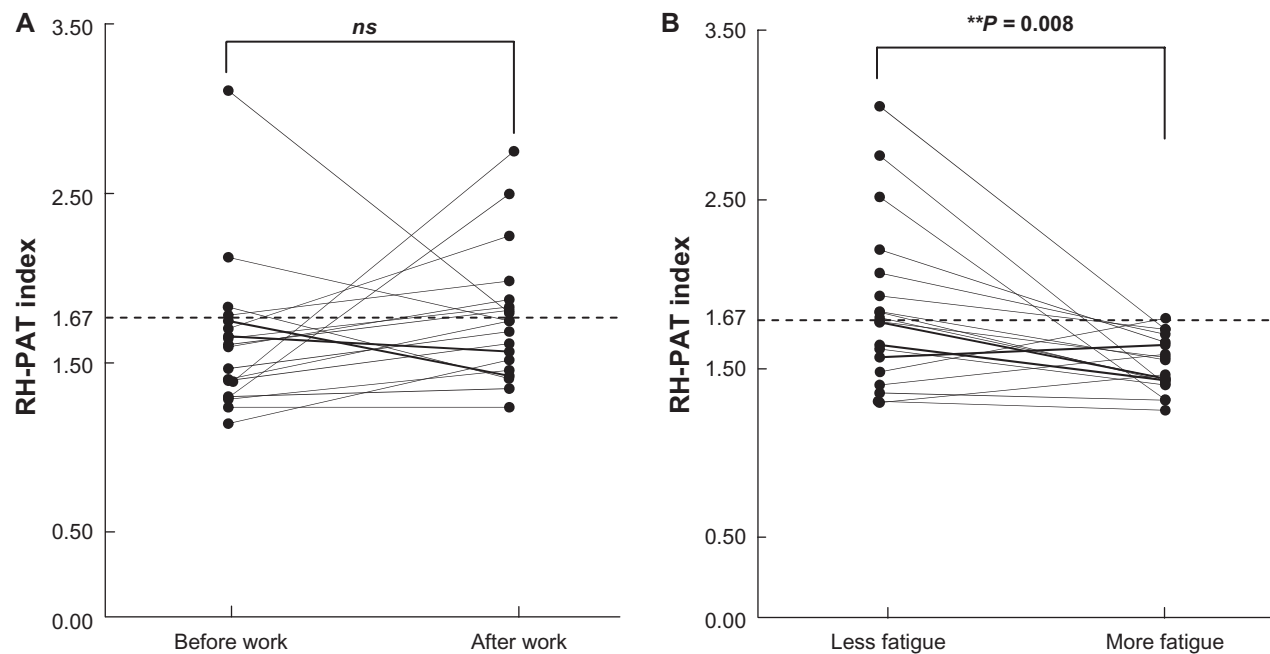 A
ns
3.50
2.50
1.67
1.50
0.50
0.00
RH-PAT index
Before work
After work
B
**P = 0.008
3.50
2.50
1.67
1.50
0.50
0.00
RH-PAT index
Less fatigue
More fatigue